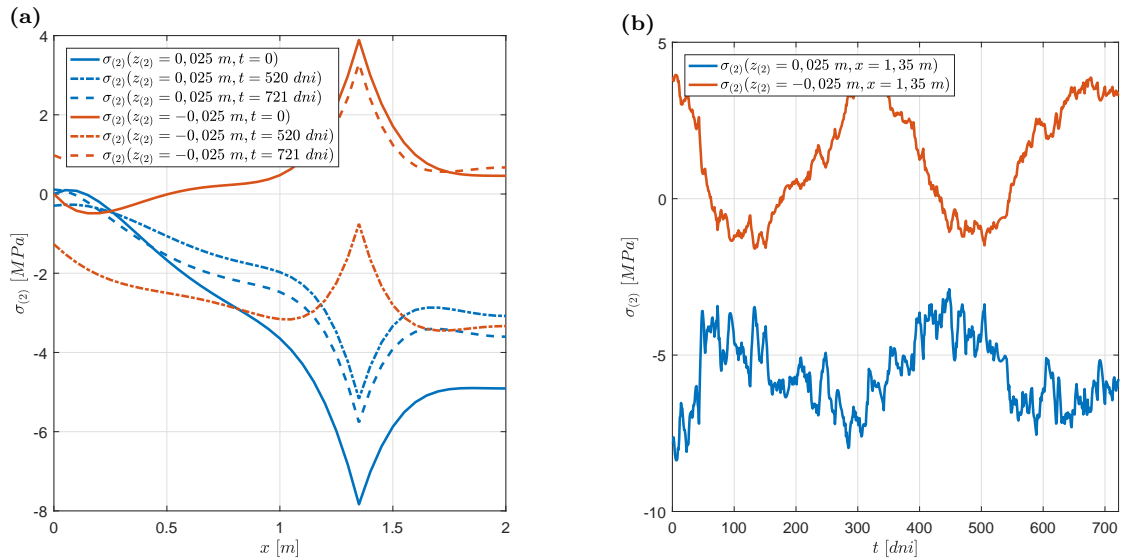 (a)
4
2
0
-2
-4
-6
-8
σ(2) [MPa]
σ(2)(z(2) = 0,025 m, t = 0)
σ(2)(z(2) = 0,025 m, t = 520 dni)
σ(2)(z(2) = 0,025 m, t = 721 dni)
σ(2)(z(2) = −0,025 m, t = 0)
σ(2)(z(2) = −0,025 m, t = 520 dni)
σ(2)(z(2) = −0,025 m, t = 721 dni)
0 0.5 1 1.5 2
x [m]
(b)
5
0
-5
-10
σ(2) [MPa]
σ(2)(z(2) = 0,025 m, x = 1,35 m)
σ(2)(z(2) = −0,025 m, x = 1,35 m)
0 100 200 300 400 500 600 700
t [dni]